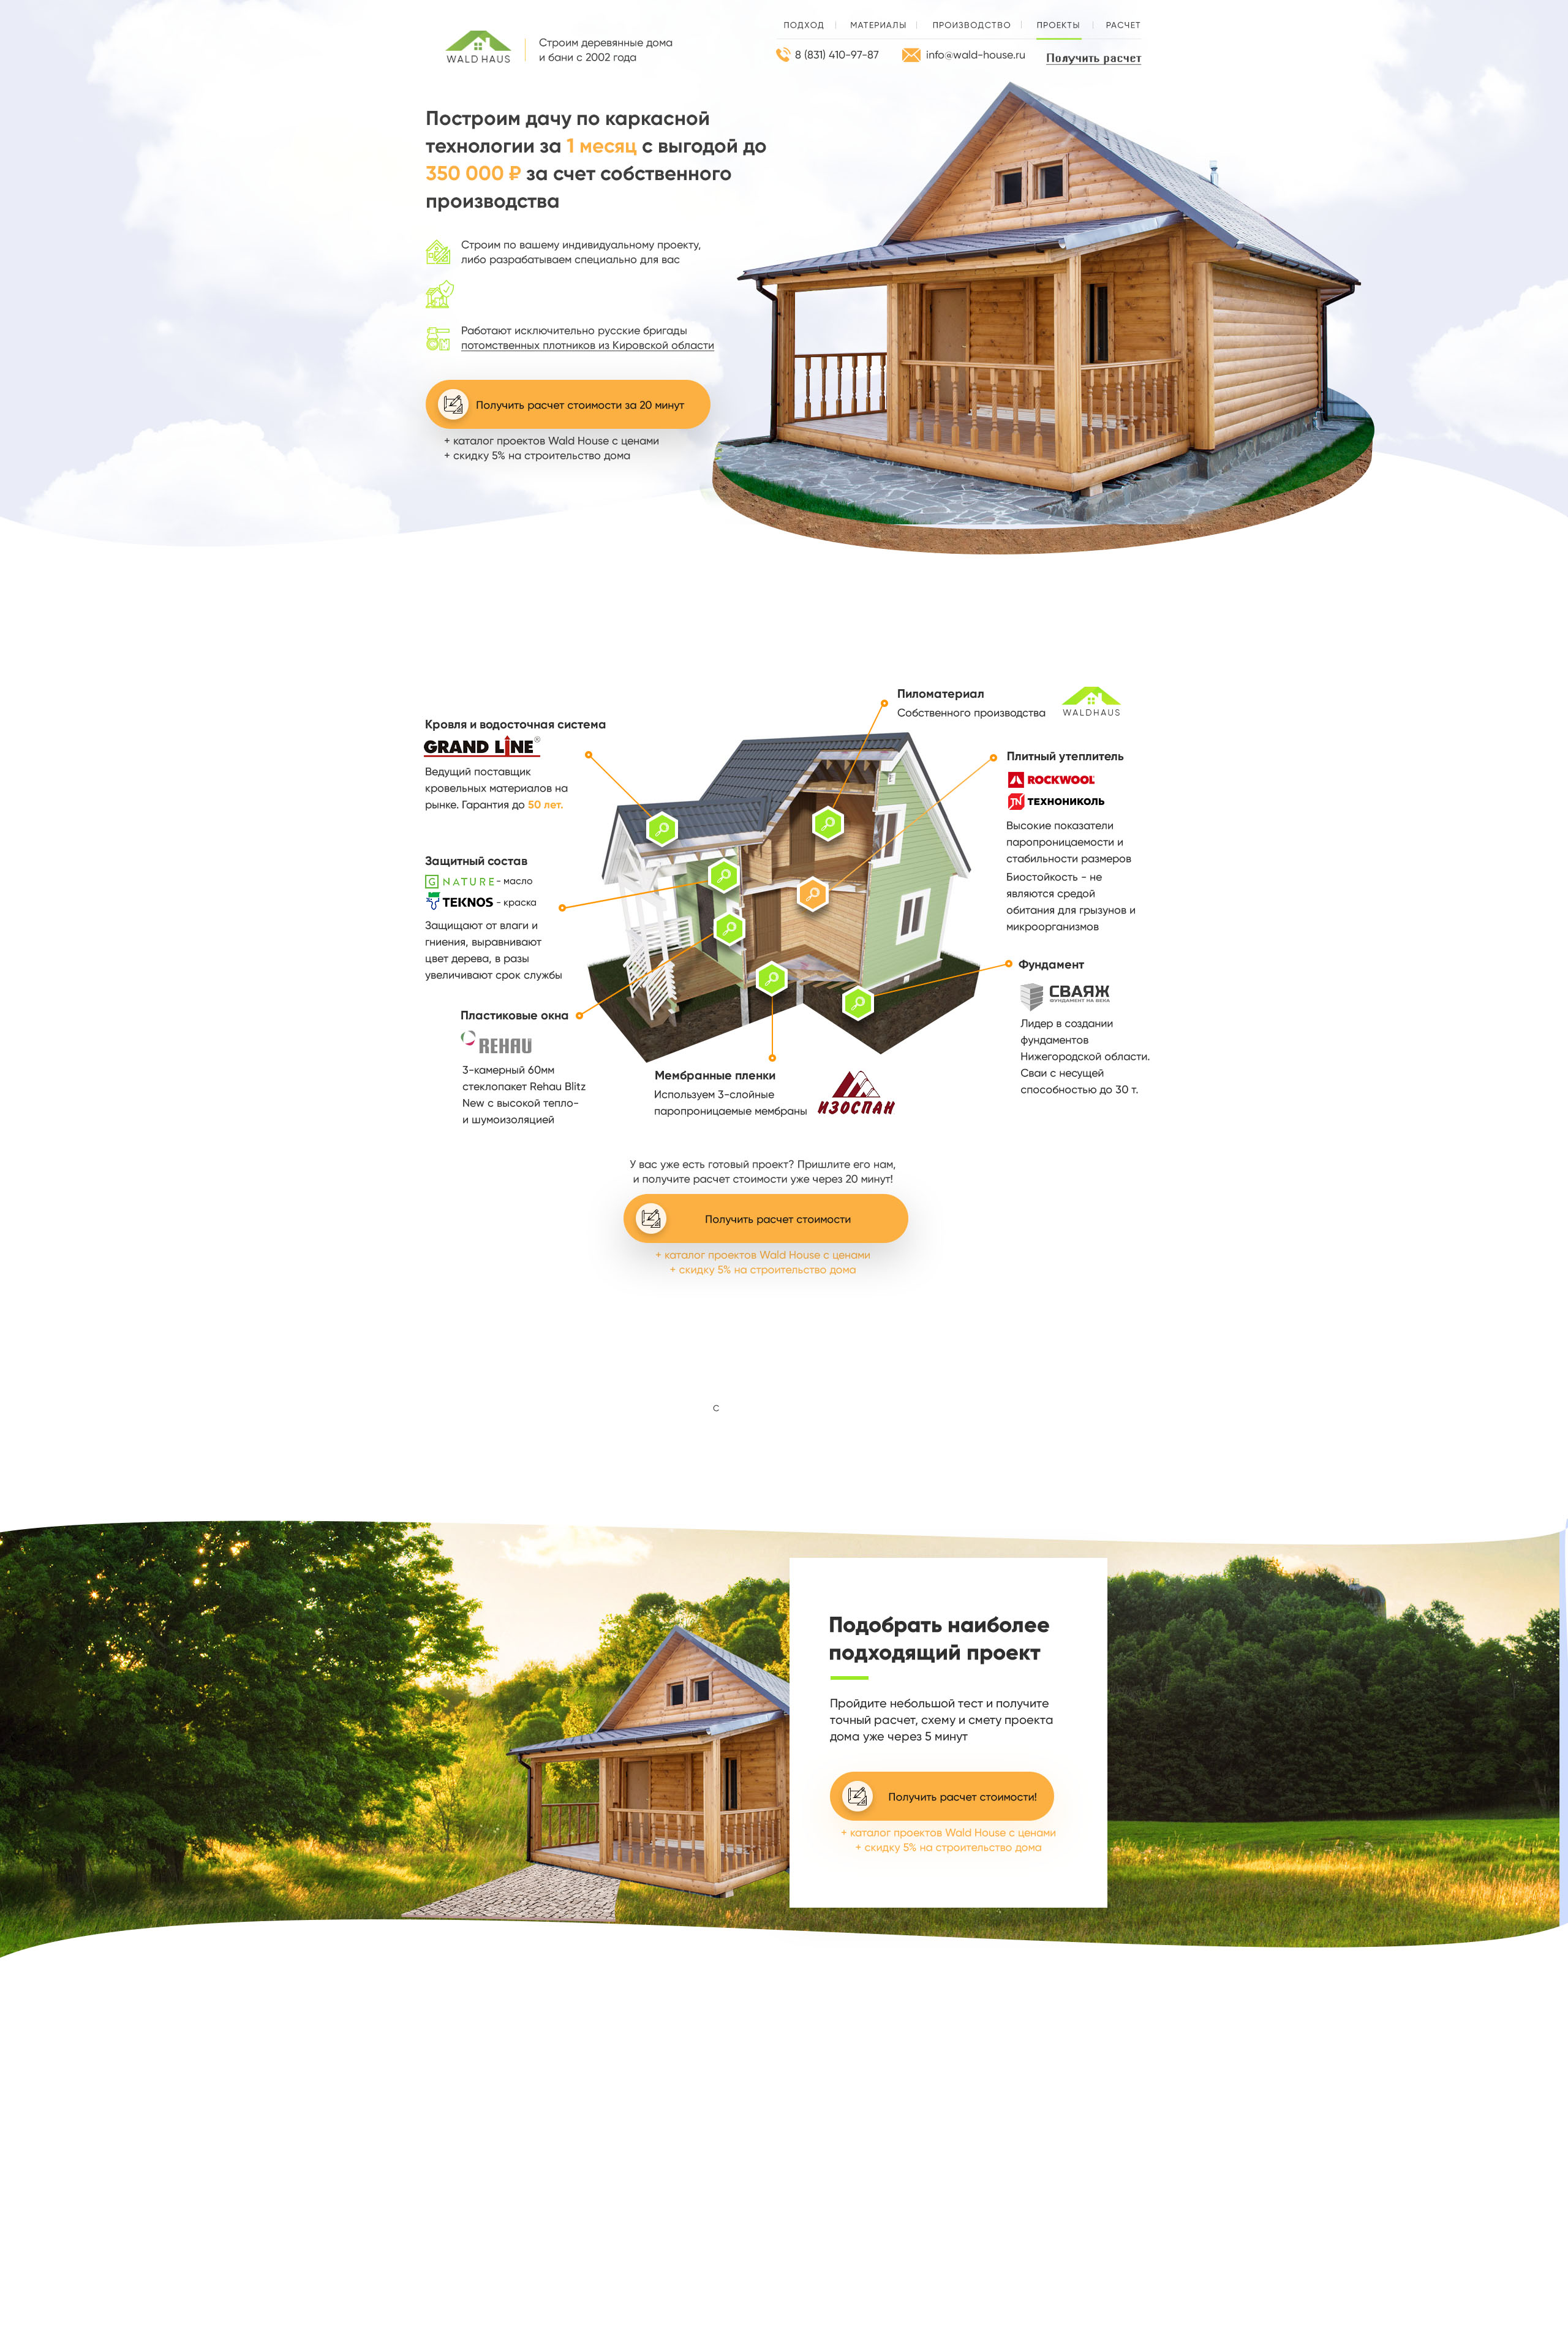 ПОДХОД
МАТЕРИАЛЫ
ПРОИЗВОДСТВО
ПРОЕКТЫ
РАСЧЕТ
WALD HAUS
Строим деревянные дома
и бани с 2002 года
8 (831) 410-97-87
info@wald-house.ru
Получить расчет
Построим дачу по каркасной
технологии за 1 месяц с выгодой до
350 000 ₽ за счет собственного
производства
Строим по вашему индивидуальному проекту,
либо разрабатываем специально для вас
Работают исключительно русские бригады
потомственных плотников из Кировской области
Получить расчет стоимости за 20 минут
+ каталог проектов Wald House с ценами
+ скидку 5% на строительство дома
Пиломатериал
Собственного производства
WALDHAUS
Кровля и водосточная система
GRAND LINE®
Ведущий поставщик
кровельных материалов на
рынке. Гарантия до 50 лет.
Плитный утеплитель
ROCKWOOL
TN ТЕХНОНИКОЛЬ
Высокие показатели
паропроницаемости и
стабильности размеров
Биостойкость - не
являются средой
обитания для грызунов и
микроорганизмов
Защитный состав
G NATURE - масло
TEKNOS - краска
Защищают от влаги и
гниения, выравнивают
цвет дерева, в разы
увеличивают срок службы
Фундамент
СВАЯЖ
ФУНДАМЕНТ НА ВЕКА
Лидер в создании
фундаментов
Нижегородской области.
Сваи с несущей
способностью до 30 т.
Пластиковые окна
REHAU
3-камерный 60мм
стеклопакет Rehau Blitz
New с высокой тепло-
и шумоизоляцией
Мембранные пленки
Используем 3-слойные
паропроницаемые мембраны
ИЗОСПАН
У вас уже есть готовый проект? Пришлите его нам,
и получите расчет стоимости уже через 20 минут!
Получить расчет стоимости
+ каталог проектов Wald House с ценами
+ скидку 5% на строительство дома
С
Подобрать наиболее
подходящий проект
Пройдите небольшой тест и получите
точный расчет, схему и смету проекта
дома уже через 5 минут
Получить расчет стоимости!
+ каталог проектов Wald House с ценами
+ скидку 5% на строительство дома